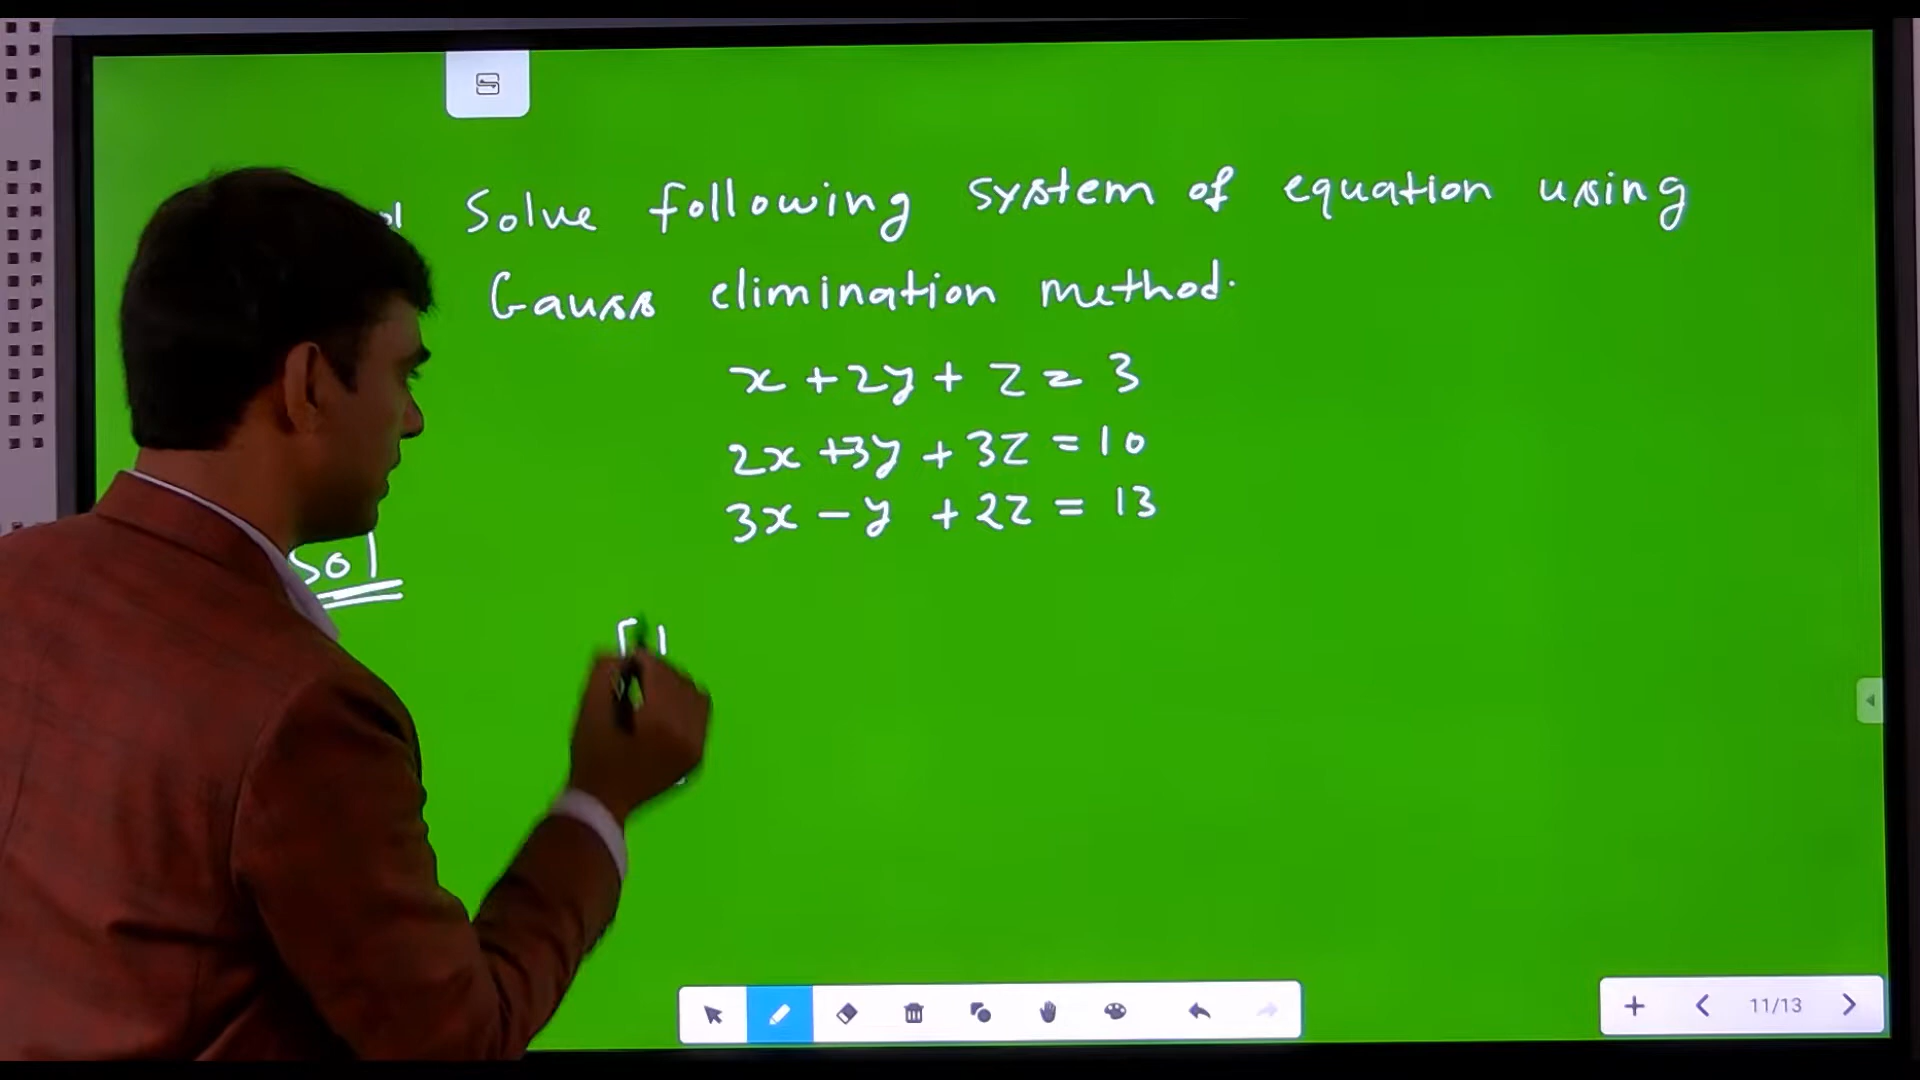 Solve following system of equation using
Gauss elimination method.
x + 2y + z = 3
2x + 3y + 3z = 10
3x - y + 2z = 13
Sol
[1
11/13